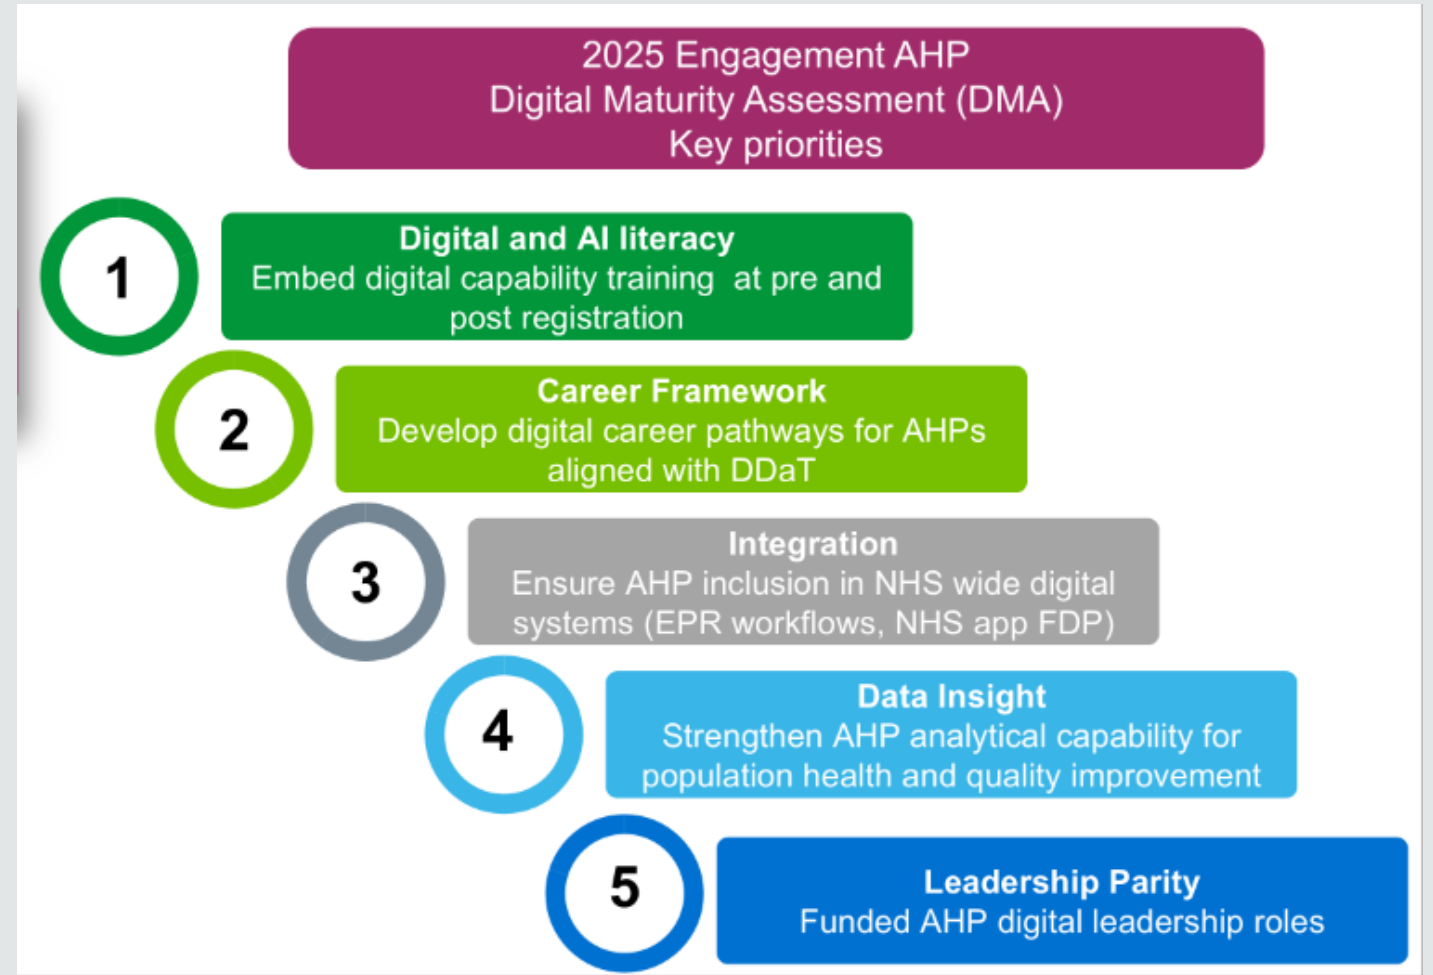 2025 Engagement AHP
Digital Maturity Assessment (DMA)
Key priorities
1
Digital and AI literacy
Embed digital capability training  at pre and
post registration
2
Career Framework
Develop digital career pathways for AHPs
aligned with DDaT
3
Integration
Ensure AHP inclusion in NHS wide digital
systems (EPR workflows, NHS app FDP)
4
Data Insight
Strengthen AHP analytical capability for
population health and quality improvement
5
Leadership Parity
Funded AHP digital leadership roles